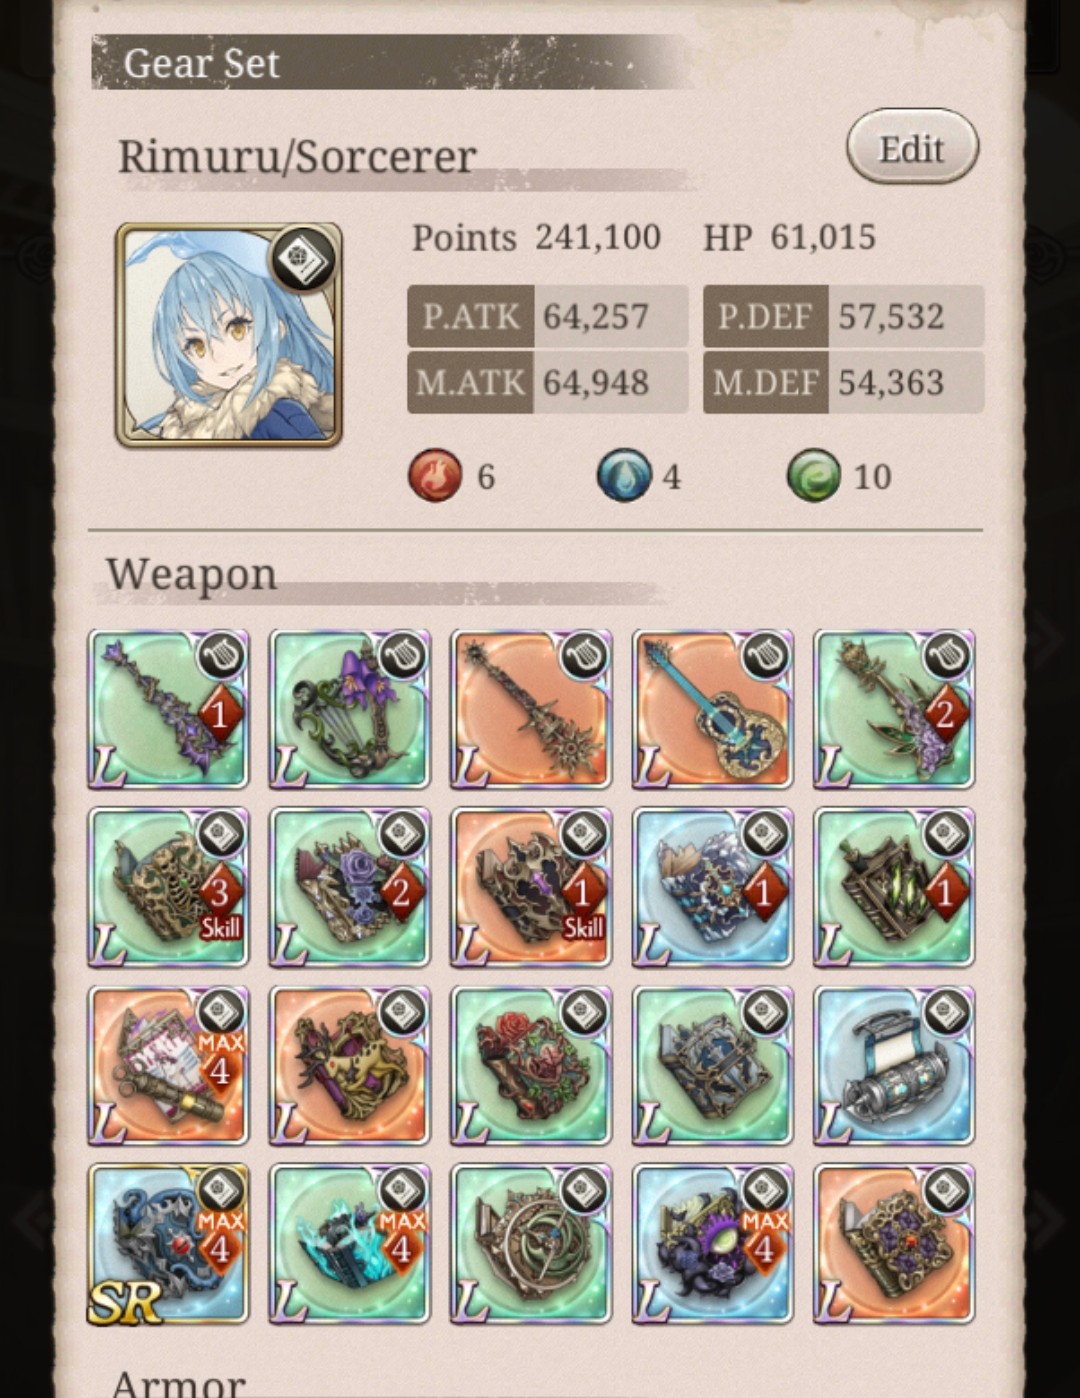 Gear Set
Rimuru/Sorcerer
Edit
Points 241,100 HP 61,015
P.ATK 64,257 P.DEF 57,532
M.ATK 64,948 M.DEF 54,363
6 4 10
Weapon
1 2
L L L L L
3 2 1 1 1
Skill Skill
L L L L L
MAX
4
L L L L L
MAX MAX MAX
4 4 4
SR L L L L
Armor